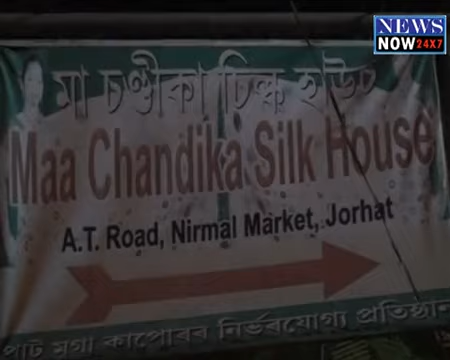 NEWS
NOW 24X7
মা চণ্ডীকা চিল্ক হাউচ
Maa Chandika Silk House
A.T. Road, Nirmal Market, Jorhat
পাট মুগা কাপোৰৰ নিৰ্ভৰযোগ্য প্ৰতিষ্ঠান